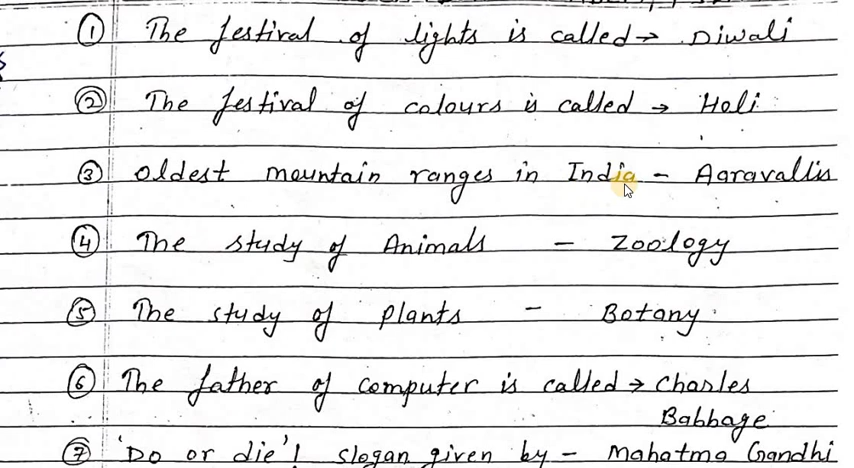 ① The festival of lights is called → Diwali
② The festival of colours is called → Holi
③ oldest mountain ranges in India - Aaravallis
④ The study of Animals - Zoology
⑤ The study of plants - Botany
⑥ The father of computer is called → Charles
Babbage
⑦ 'Do or die'! slogan given by - Mahatma Gandhi